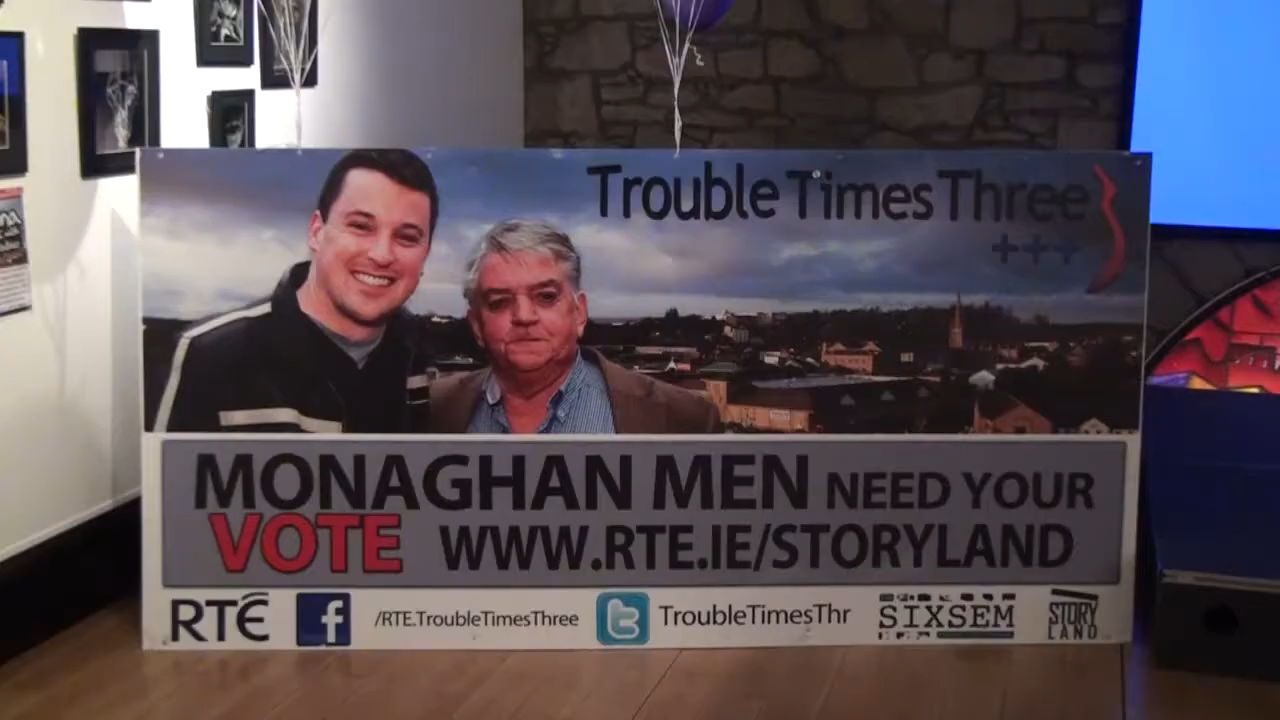 Trouble Times Three
+++
MONAGHAN MEN NEED YOUR
VOTE WWW.RTE.IE/STORYLAND
RTÉ f /RTE.TroubleTimesThree t TroubleTimesThr SIXSEM STORY
LAND